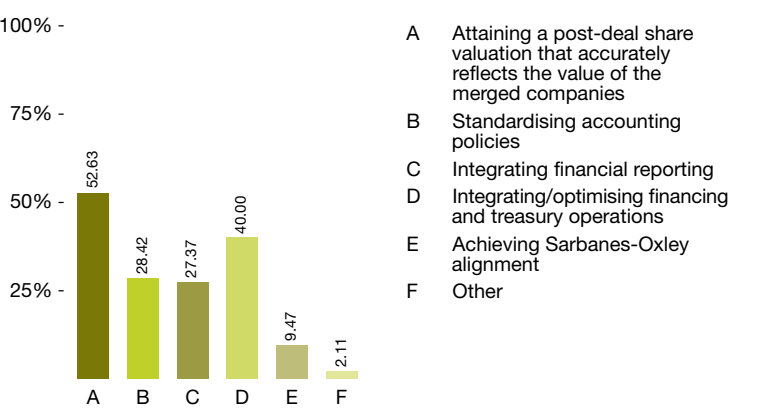 100% -
75% -
50% -
25% -
52.63
28.42
27.37
40.00
9.47
2.11
A B C D E F
A Attaining a post-deal share
valuation that accurately
reflects the value of the
merged companies
B Standardising accounting
policies
C Integrating financial reporting
D Integrating/optimising financing
and treasury operations
E Achieving Sarbanes-Oxley
alignment
F Other